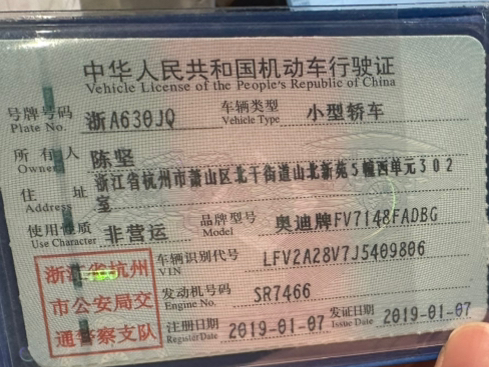 中华人民共和国机动车行驶证
Vehicle License of the People's Republic of China
号牌号码 Plate No. 浙A630JQ 车辆类型 Vehicle Type 小型轿车
所有人 Owner 陈坚
住址 Address 浙江省杭州市萧山区北干街道山北新苑5幢西单元302室
使用性质 Use Character 非营运 品牌型号 Model 奥迪牌FV7148FADBG
车辆识别代号 VIN LFV2A28V7J5409806
发动机号码 Engine No. SR7466
注册日期 Register Date 2019-01-07 发证日期 Issue Date 2019-01-07
浙江省杭州
市公安局交
通警察支队